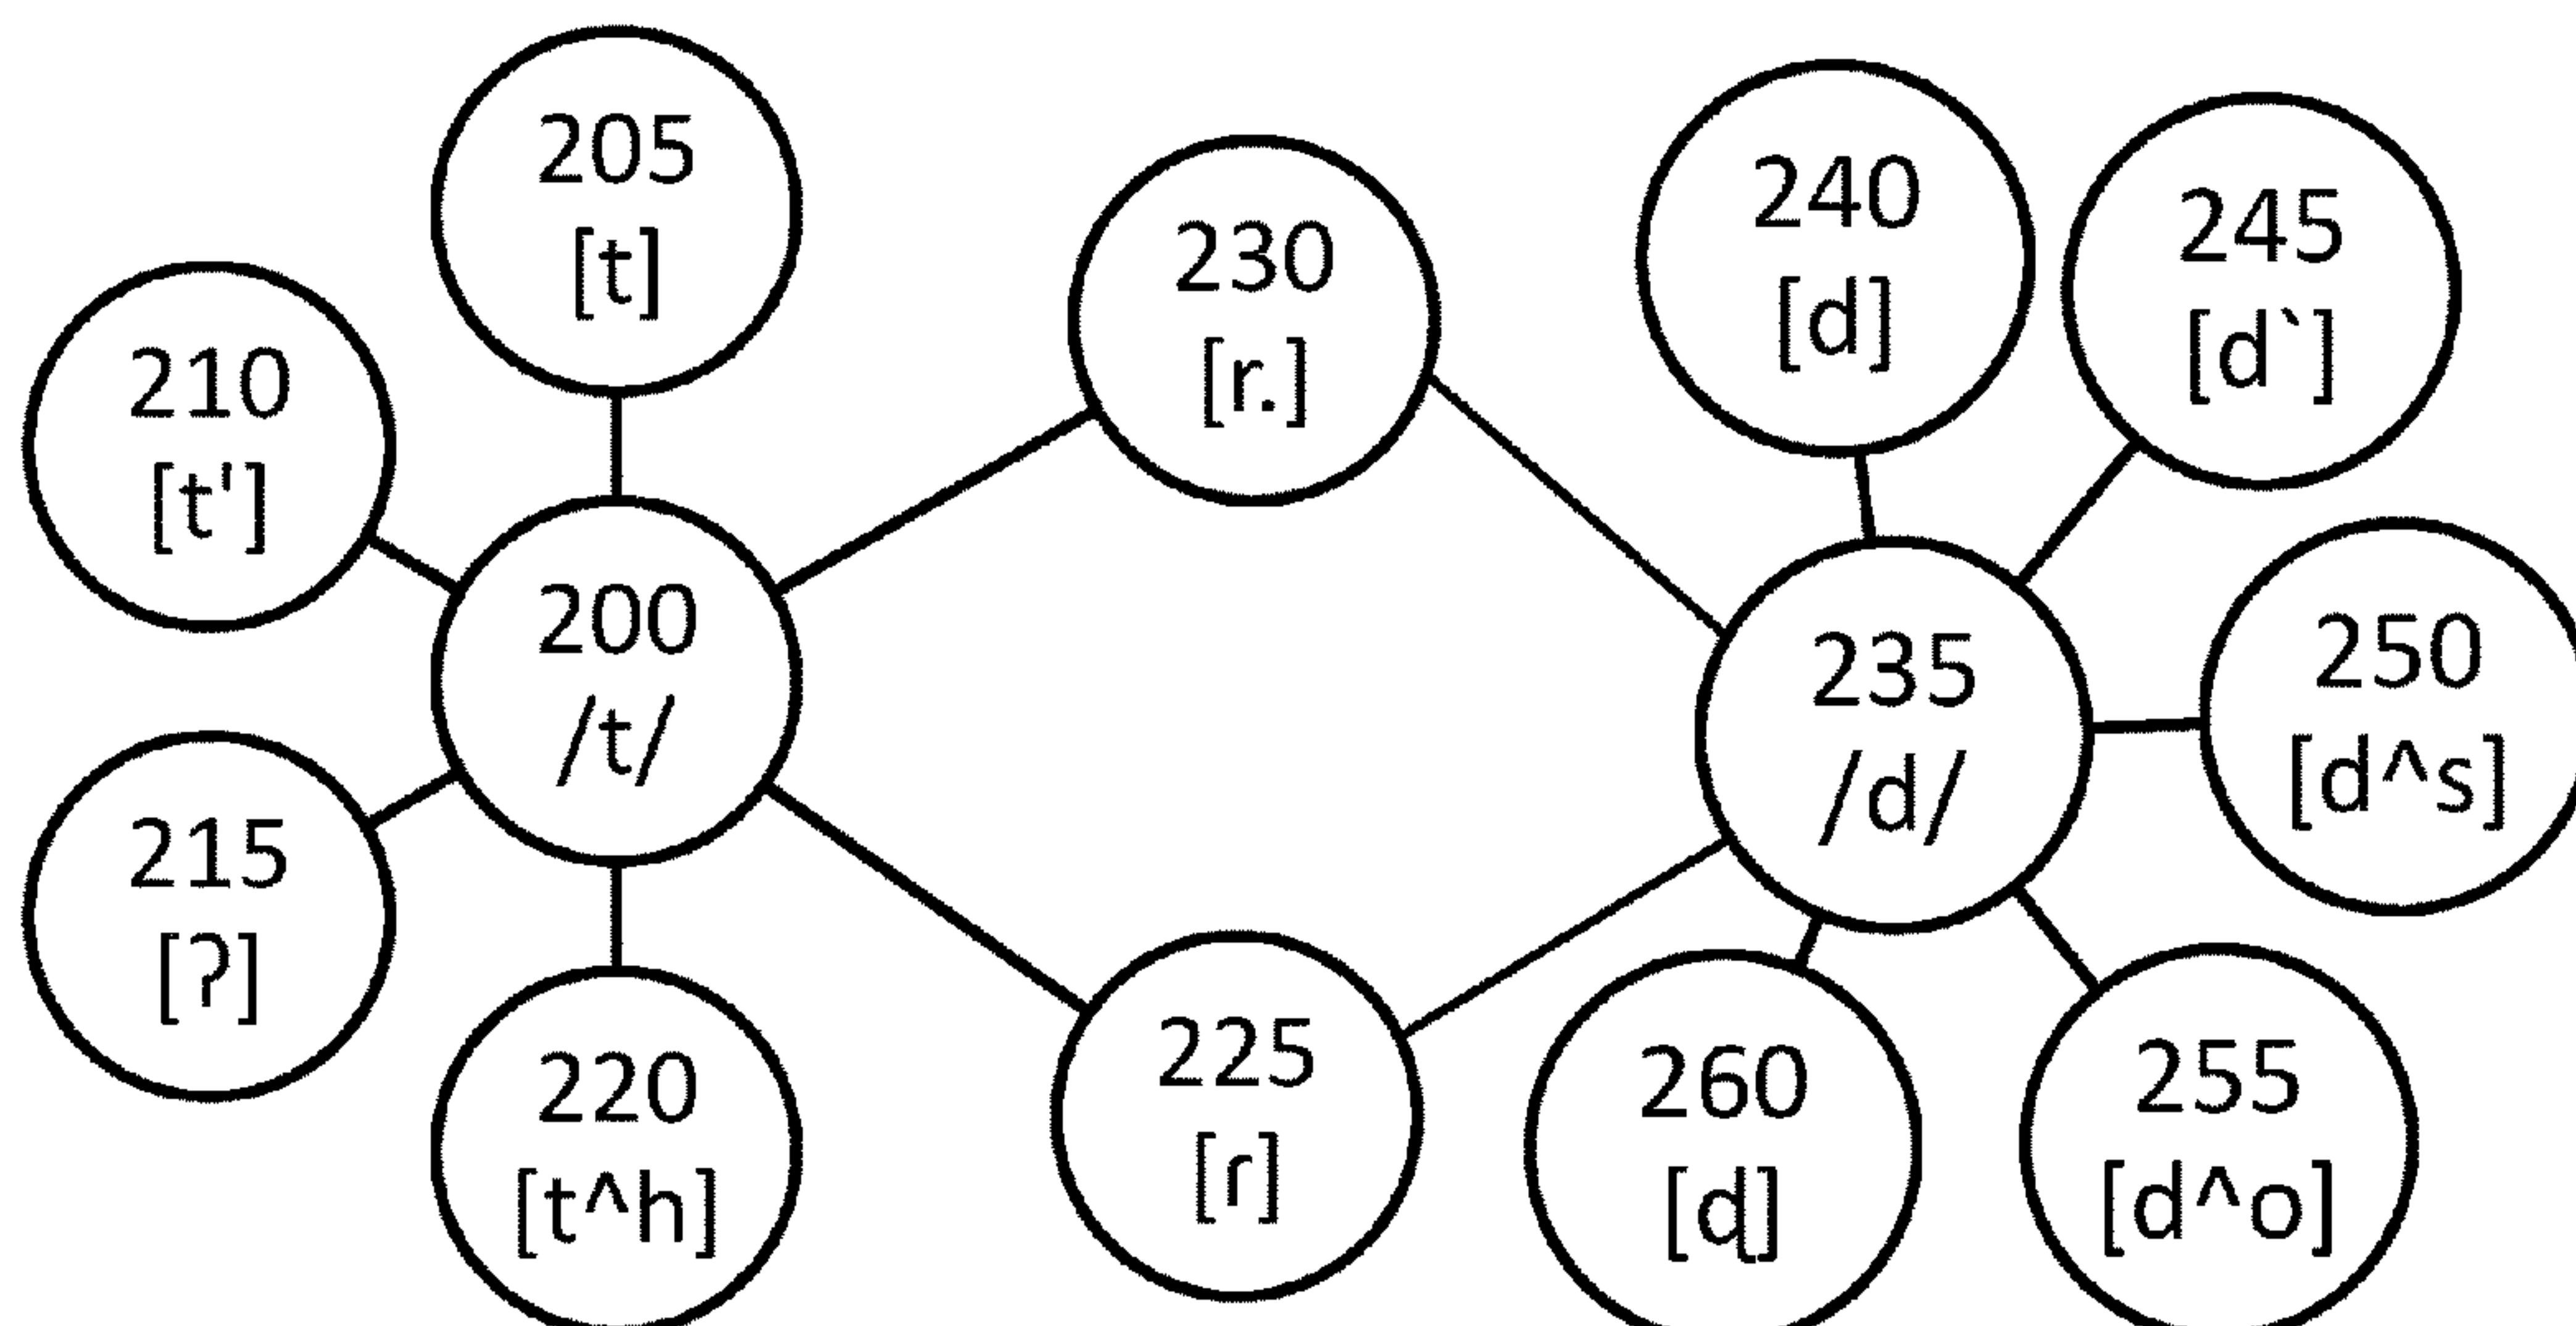 205
[t]
210
[t']
200
/t/
215
[ʔ]
220
[t^h]
230
[r.]
225
[r]
240
[d]
245
[d`]
235
/d/
250
[d^s]
260
[ɖ]
255
[d^o]